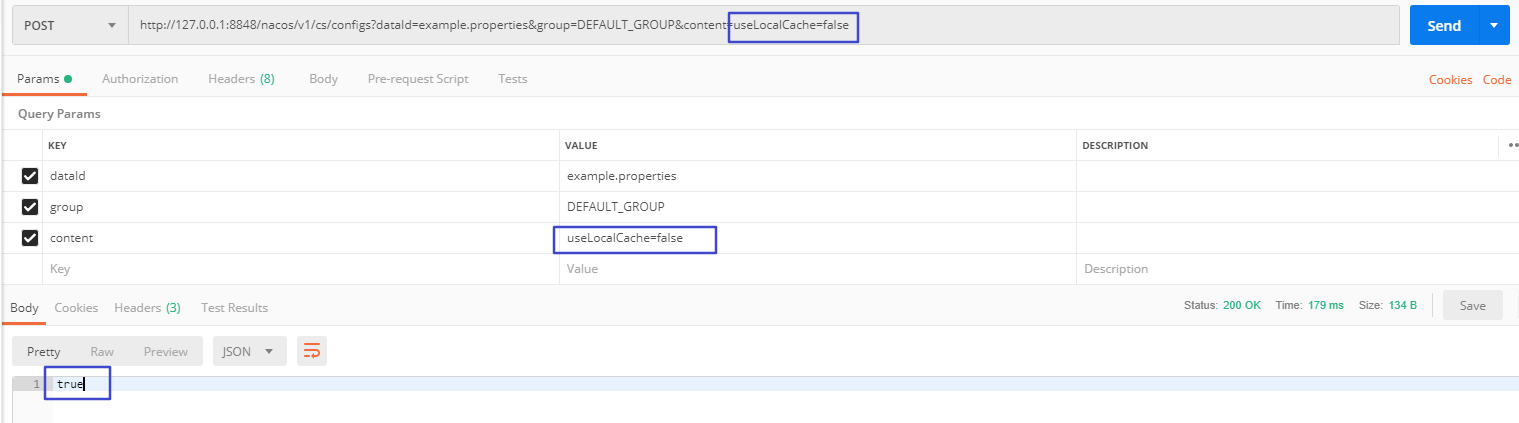 POST http://127.0.0.1:8848/nacos/v1/cs/configs?dataId=example.properties&group=DEFAULT_GROUP&content=useLocalCache=false Send
Params Authorization Headers (8) Body Pre-request Script Tests Cookies Code
Query Params
KEY VALUE DESCRIPTION
dataId example.properties
group DEFAULT_GROUP
content useLocalCache=false
Key Value Description
Body Cookies Headers (3) Test Results Status: 200 OK Time: 179 ms Size: 134 B Save
Pretty Raw Preview JSON
1 true